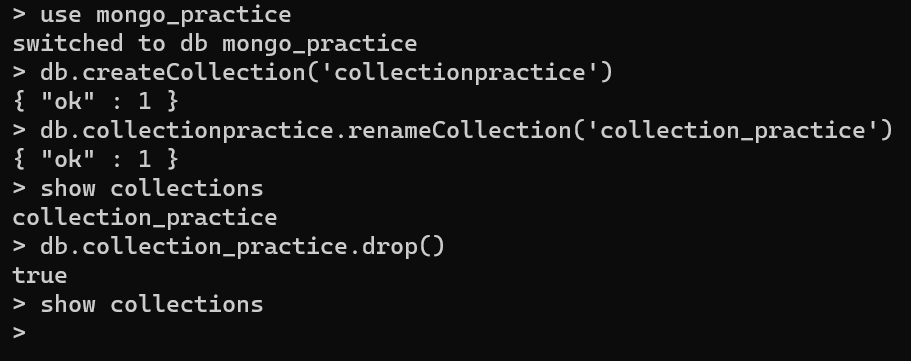 > use mongo_practice
switched to db mongo_practice
> db.createCollection('collectionpractice')
{ "ok" : 1 }
> db.collectionpractice.renameCollection('collection_practice')
{ "ok" : 1 }
> show collections
collection_practice
> db.collection_practice.drop()
true
> show collections
>